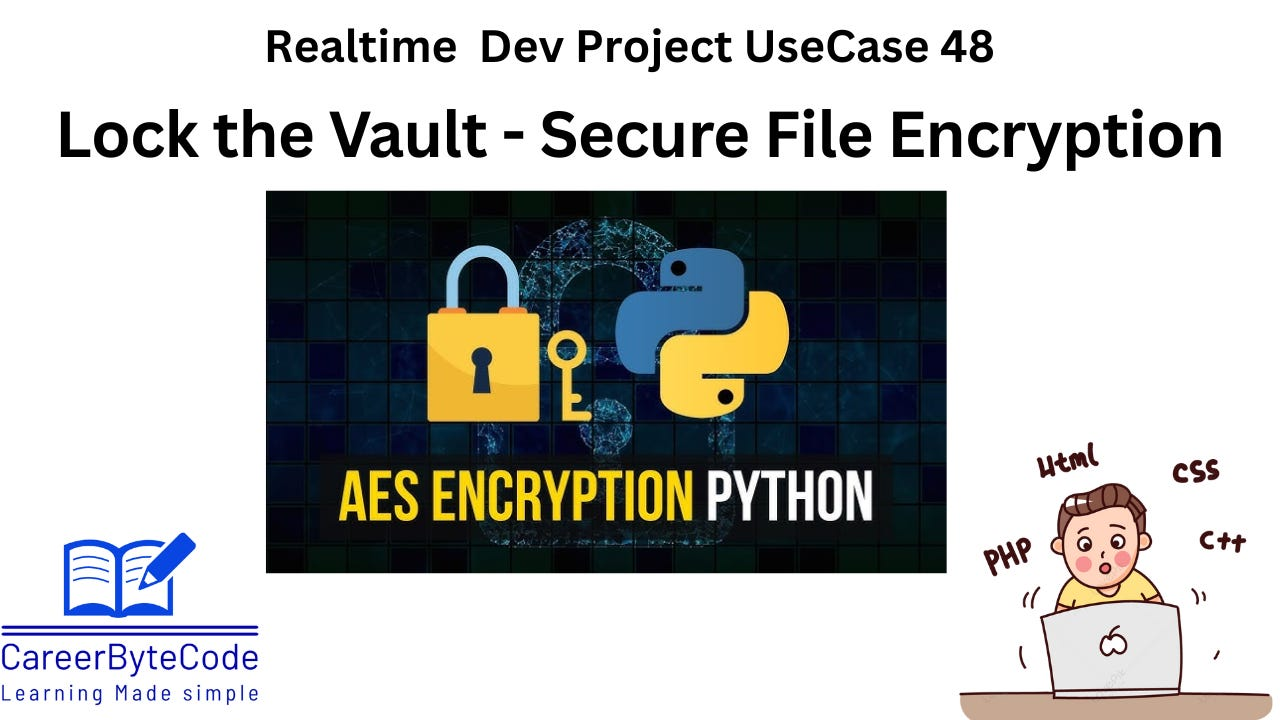 Realtime Dev Project UseCase 48
Lock the Vault - Secure File Encryption
AES ENCRYPTION PYTHON
Html
CSS
PHP
C++
CareerByteCode
Learning Made simple